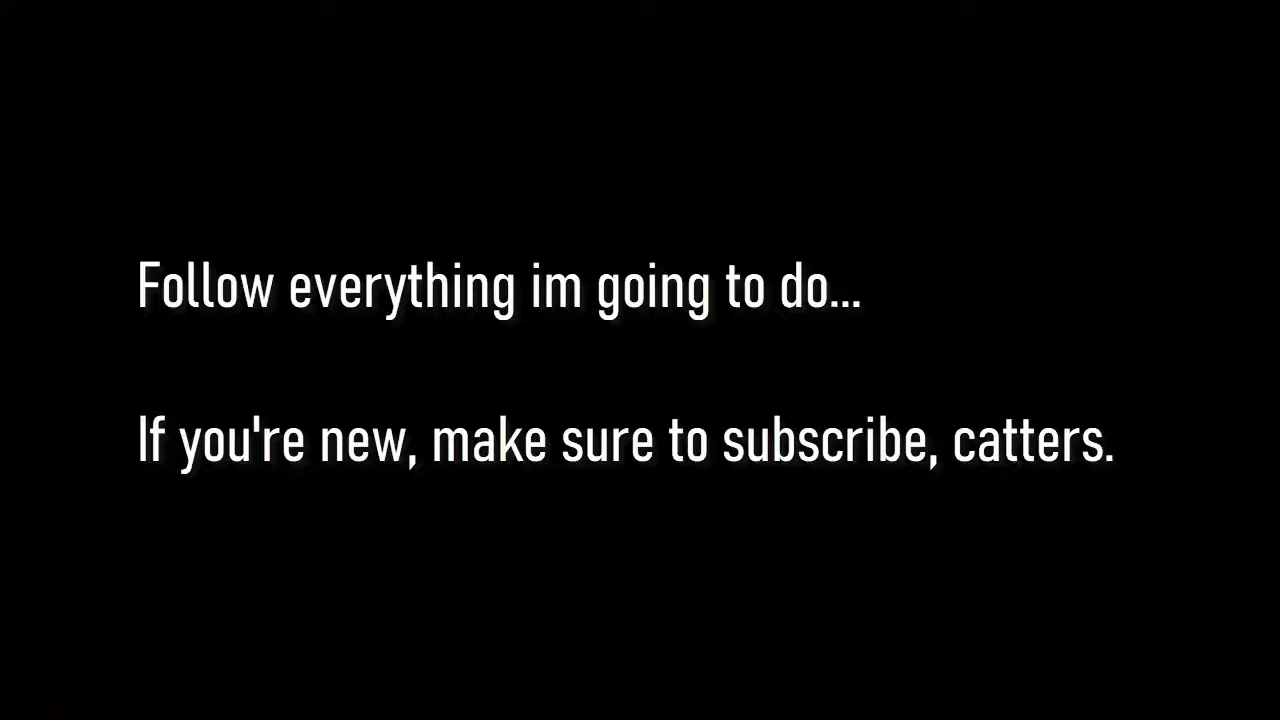 Follow everything im going to do...
If you're new, make sure to subscribe, catters.